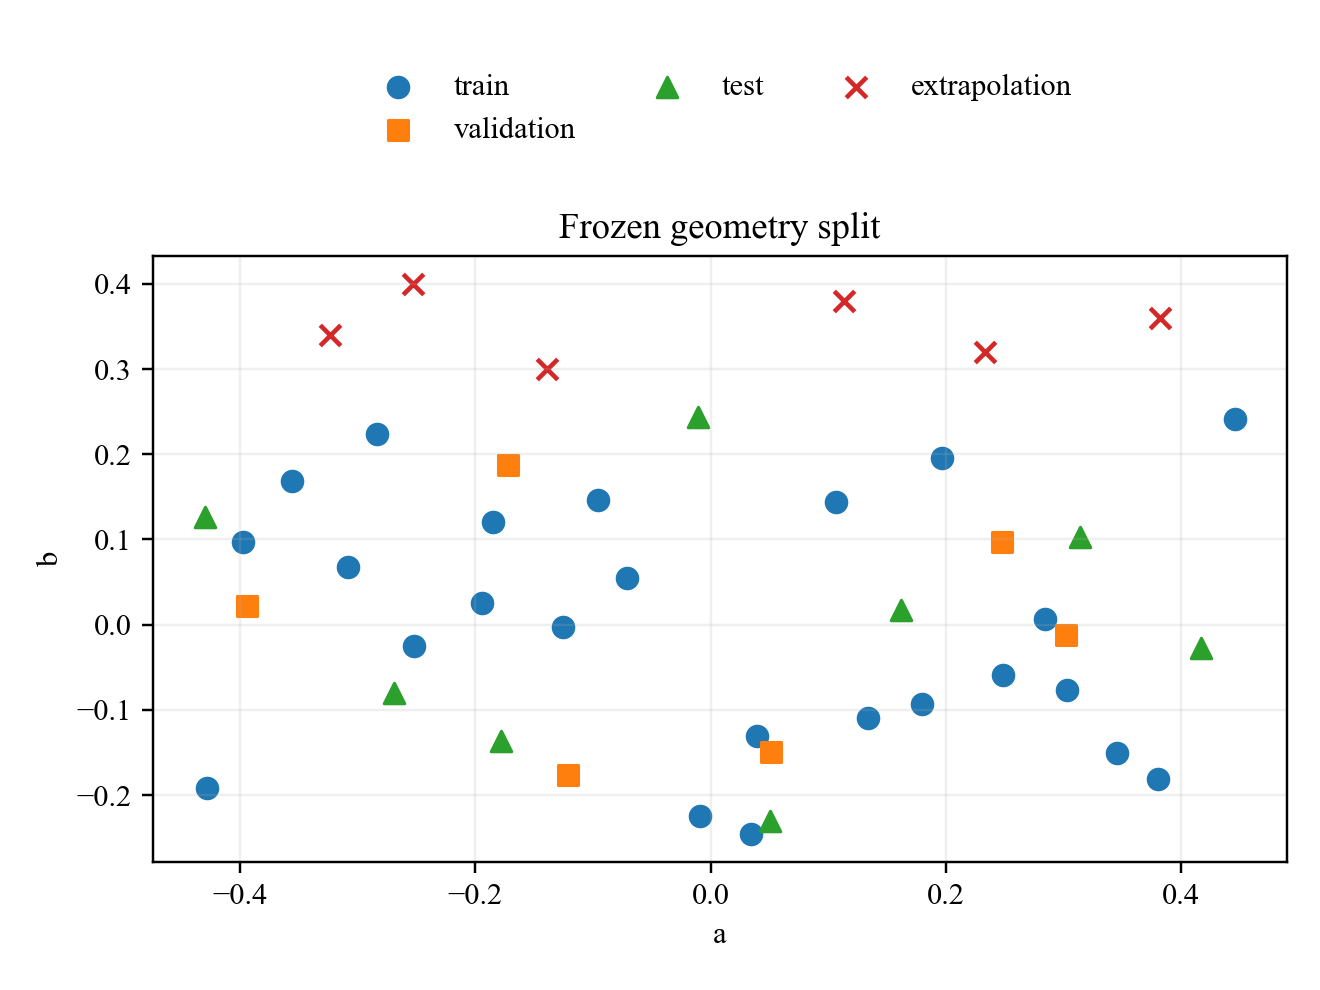 train test extrapolation
validation
Frozen geometry split
0.4
0.3
0.2
0.1
0.0
−0.1
−0.2
b
−0.4 −0.2 0.0 0.2 0.4
a